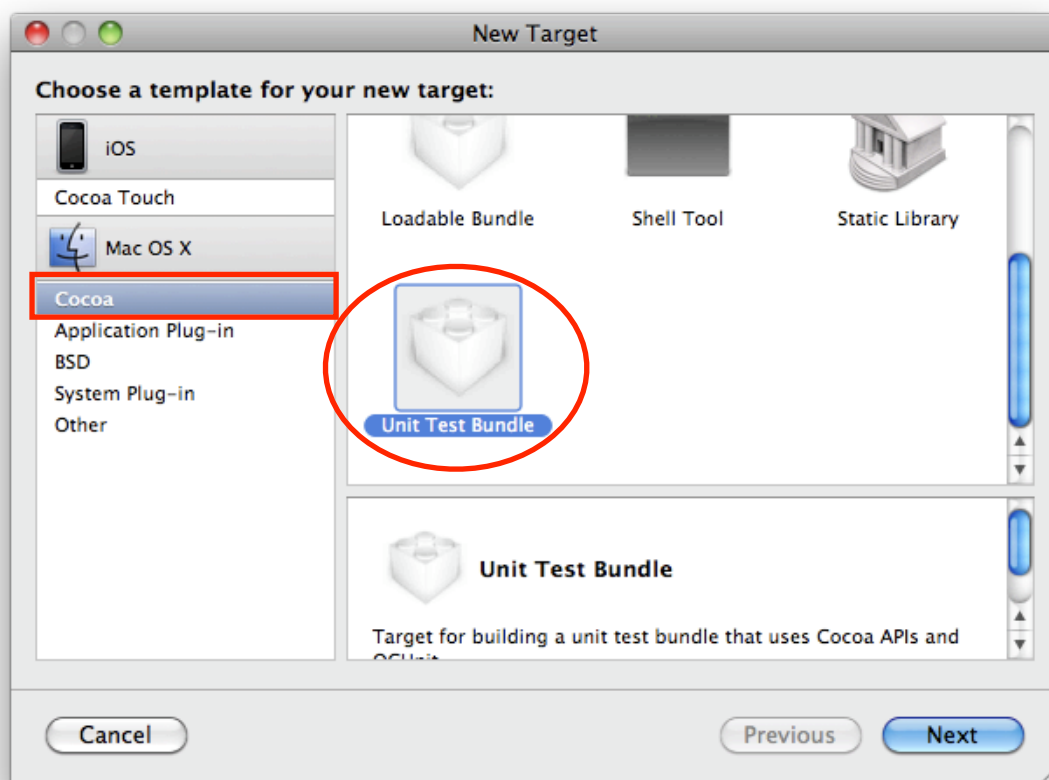 New Target
Choose a template for your new target:
iOS
Cocoa Touch
Mac OS X
Cocoa
Application Plug-in
BSD
System Plug-in
Other
Loadable Bundle
Shell Tool
Static Library
Unit Test Bundle
Unit Test Bundle
Target for building a unit test bundle that uses Cocoa APIs and
OCUnit
Cancel
Previous
Next